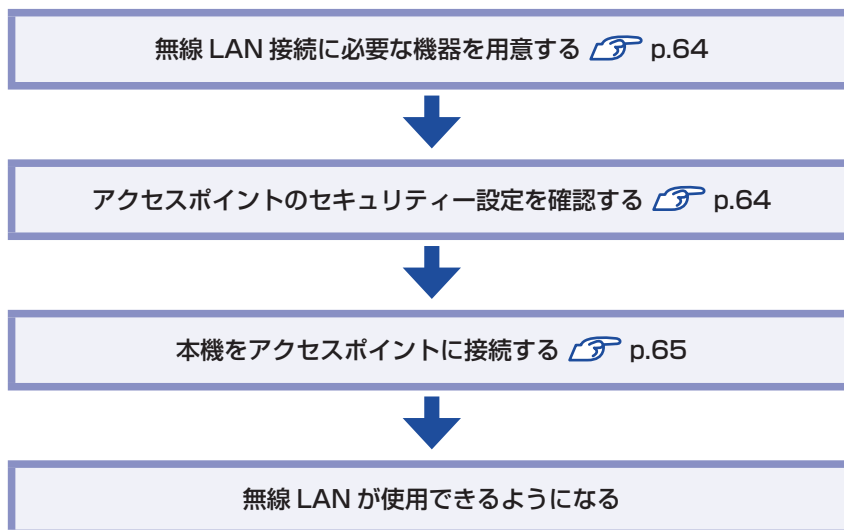 無線 LAN 接続に必要な機器を用意する p.64
アクセスポイントのセキュリティー設定を確認する p.64
本機をアクセスポイントに接続する p.65
無線 LAN が使用できるようになる